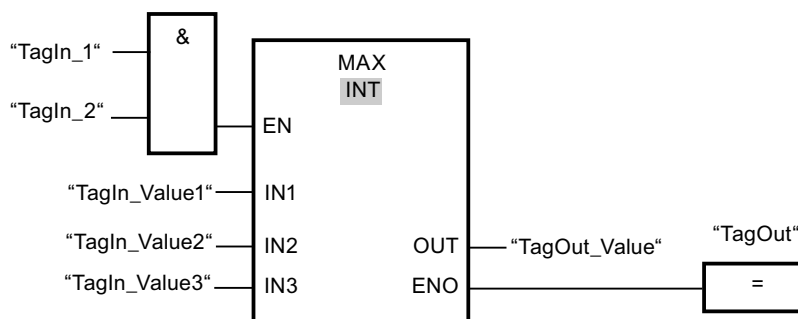 &
“TagIn_1“
MAX
INT
“TagIn_2“
EN
“TagIn_Value1“
IN1
“TagIn_Value2“
IN2
OUT
“TagOut_Value“
“TagOut“
“TagIn_Value3“
IN3
ENO
=